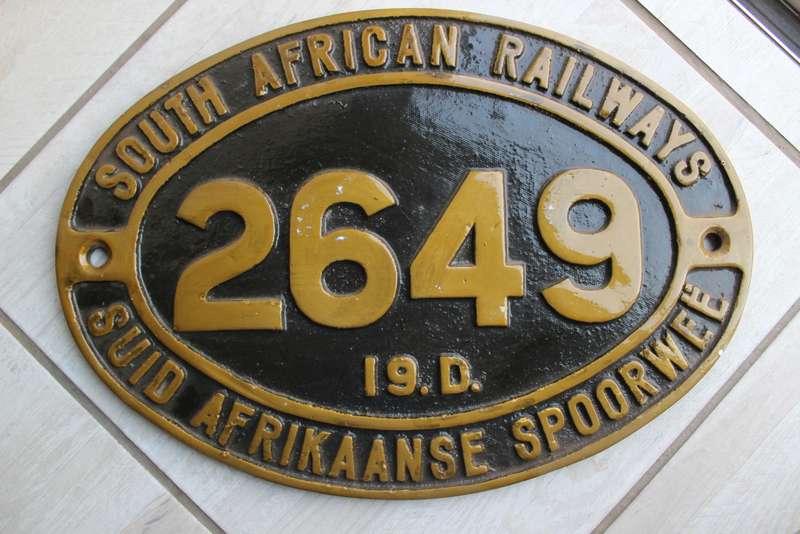 SOUTH AFRICAN RAILWAYS
2649
19.D.
SUID AFRIKAANSE SPOORWEË